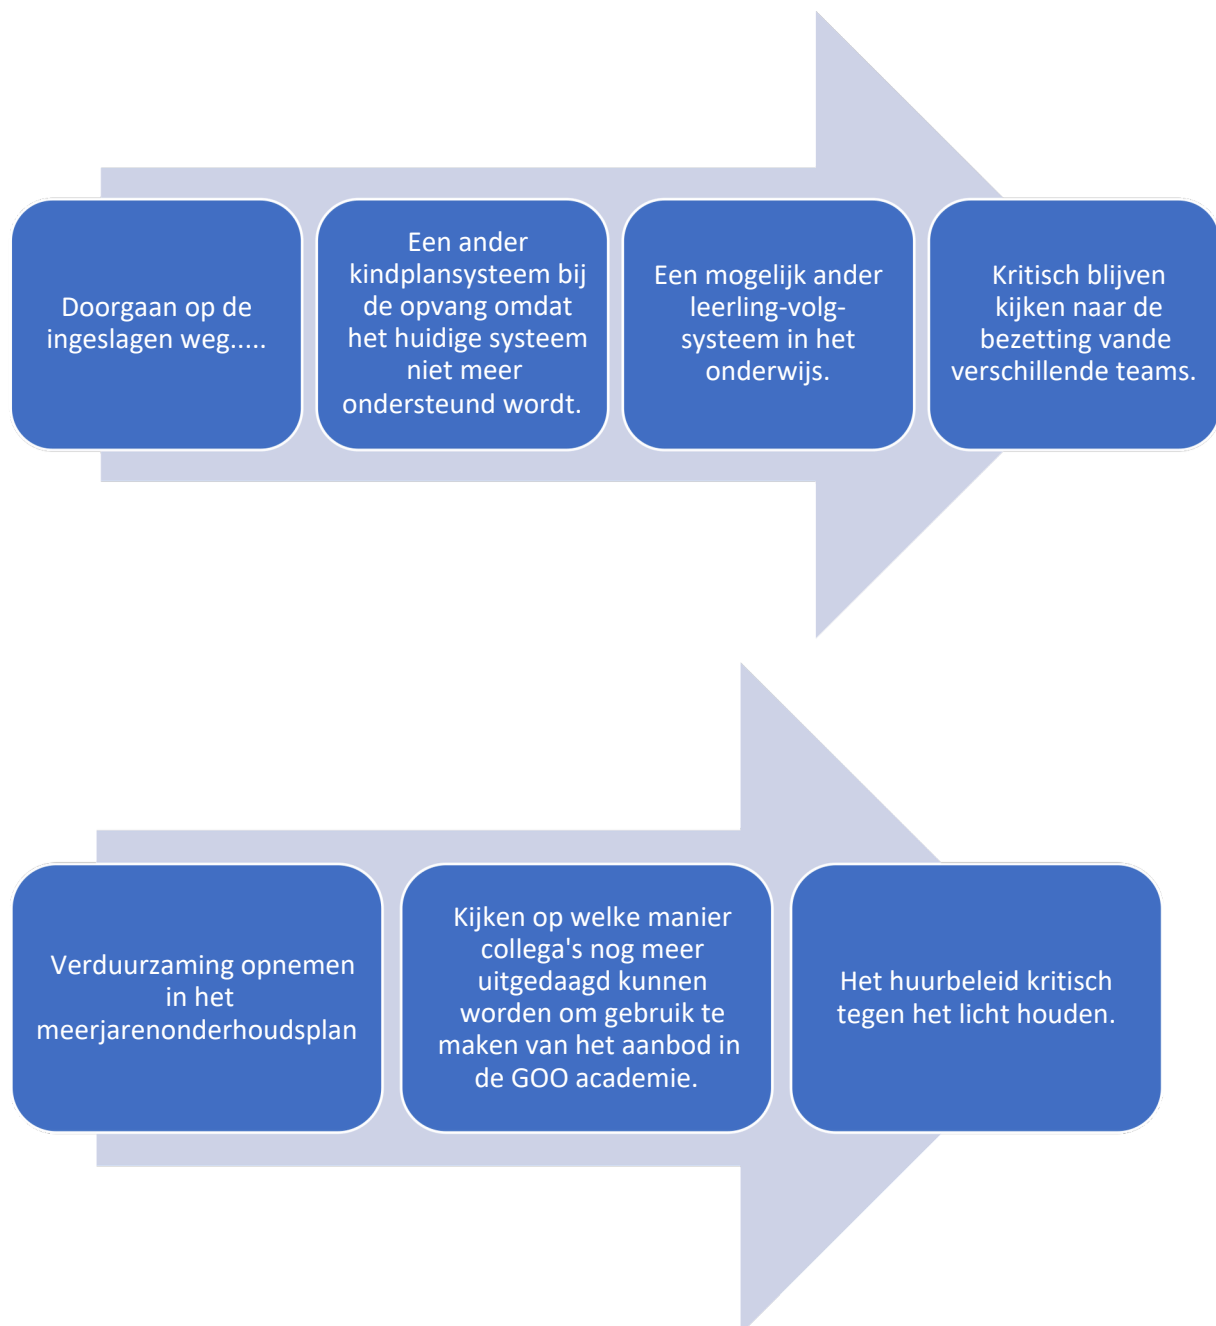 Doorgaan op de
ingeslagen weg.....
Een ander
kindplansysteem bij
de opvang omdat
het huidige systeem
niet meer
ondersteund wordt.
Een mogelijk ander
leerling-volg-
systeem in het
onderwijs.
Kritisch blijven
kijken naar de
bezetting vande
verschillende teams.
Verduurzaming opnemen
in het
meerjarenonderhoudsplan
Kijken op welke manier
collega's nog meer
uitgedaagd kunnen
worden om gebruik te
maken van het aanbod in
de GOO academie.
Het huurbeleid kritisch
tegen het licht houden.